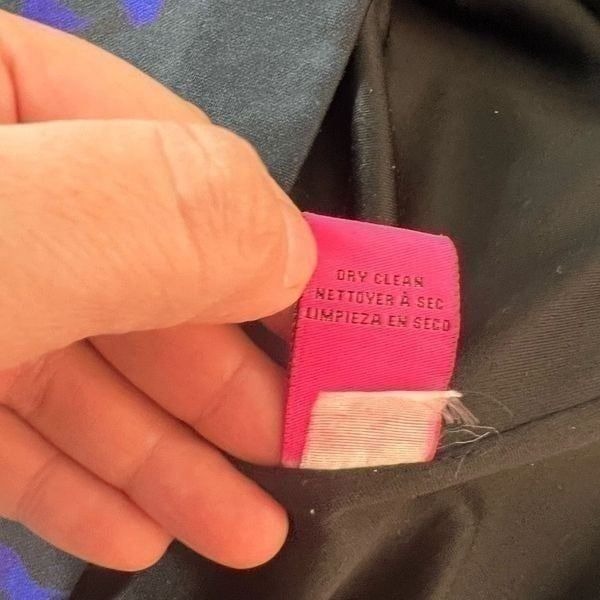 DRY CLEAN
NETTOYER À SEC
LIMPIEZA EN SECO